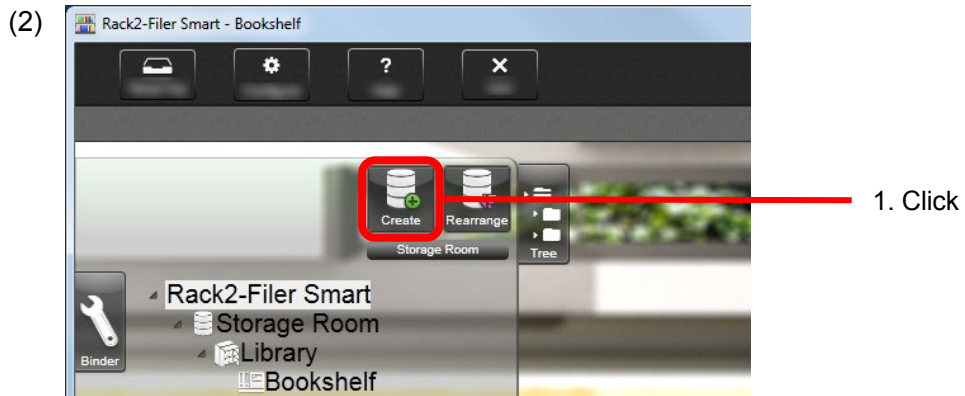 (2)
Rack2-Filer Smart - Bookshelf
?
Create
Rearrange
Storage Room
Tree
1. Click
Binder
Rack2-Filer Smart
Storage Room
Library
Bookshelf